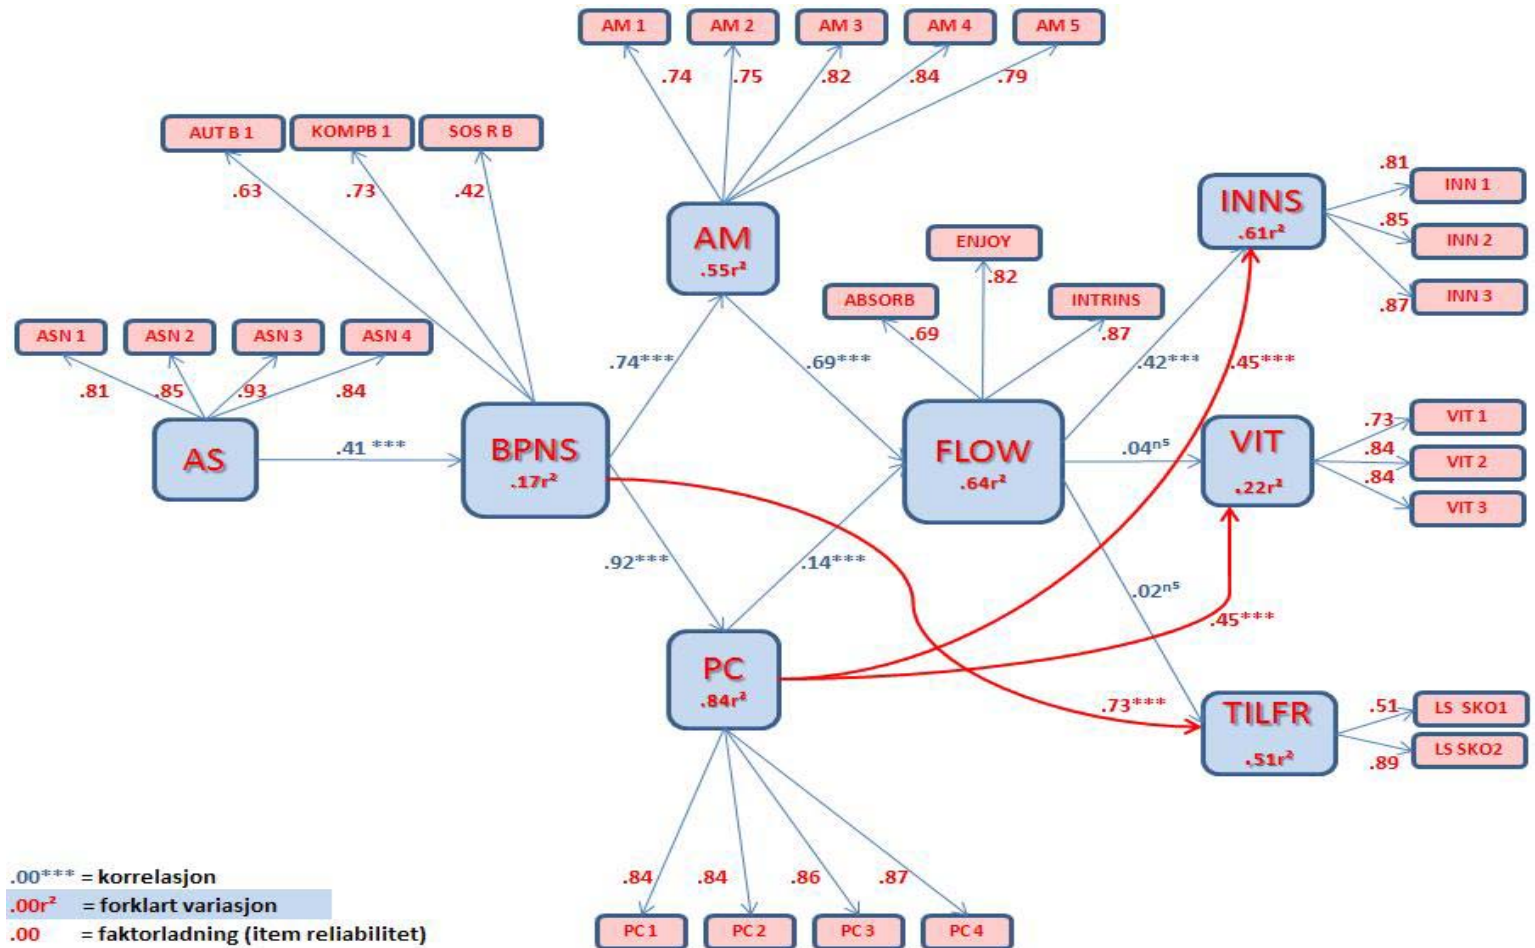 AM 1
AM 2
AM 3
AM 4
AM 5
.74
.75
.82
.84
.79
AUT B 1
KOMPB 1
SOS R B
.63
.73
.42
AM
.55r²
INNS
.61r²
.81
INN 1
.85
INN 2
.87
INN 3
ENJOY
.82
ABSORB
.69
INTRINS
.87
ASN 1
ASN 2
ASN 3
ASN 4
.81
.85
.93
.84
.74***
.69***
.42***
.45***
AS
.41 ***
BPNS
.17r²
FLOW
.64r²
.04ⁿˢ
VIT
.22r²
.73
VIT 1
.84
VIT 2
.84
VIT 3
.92***
.14***
.02ⁿˢ
.45***
PC
.84r²
.73***
TILFR
.51r²
.51
LS SKO1
.89
LS SKO2
.84
.84
.86
.87
PC 1
PC 2
PC 3
PC 4
.00*** = korrelasjon
.00r² = forklart variasjon
.00 = faktorladning (item reliabilitet)